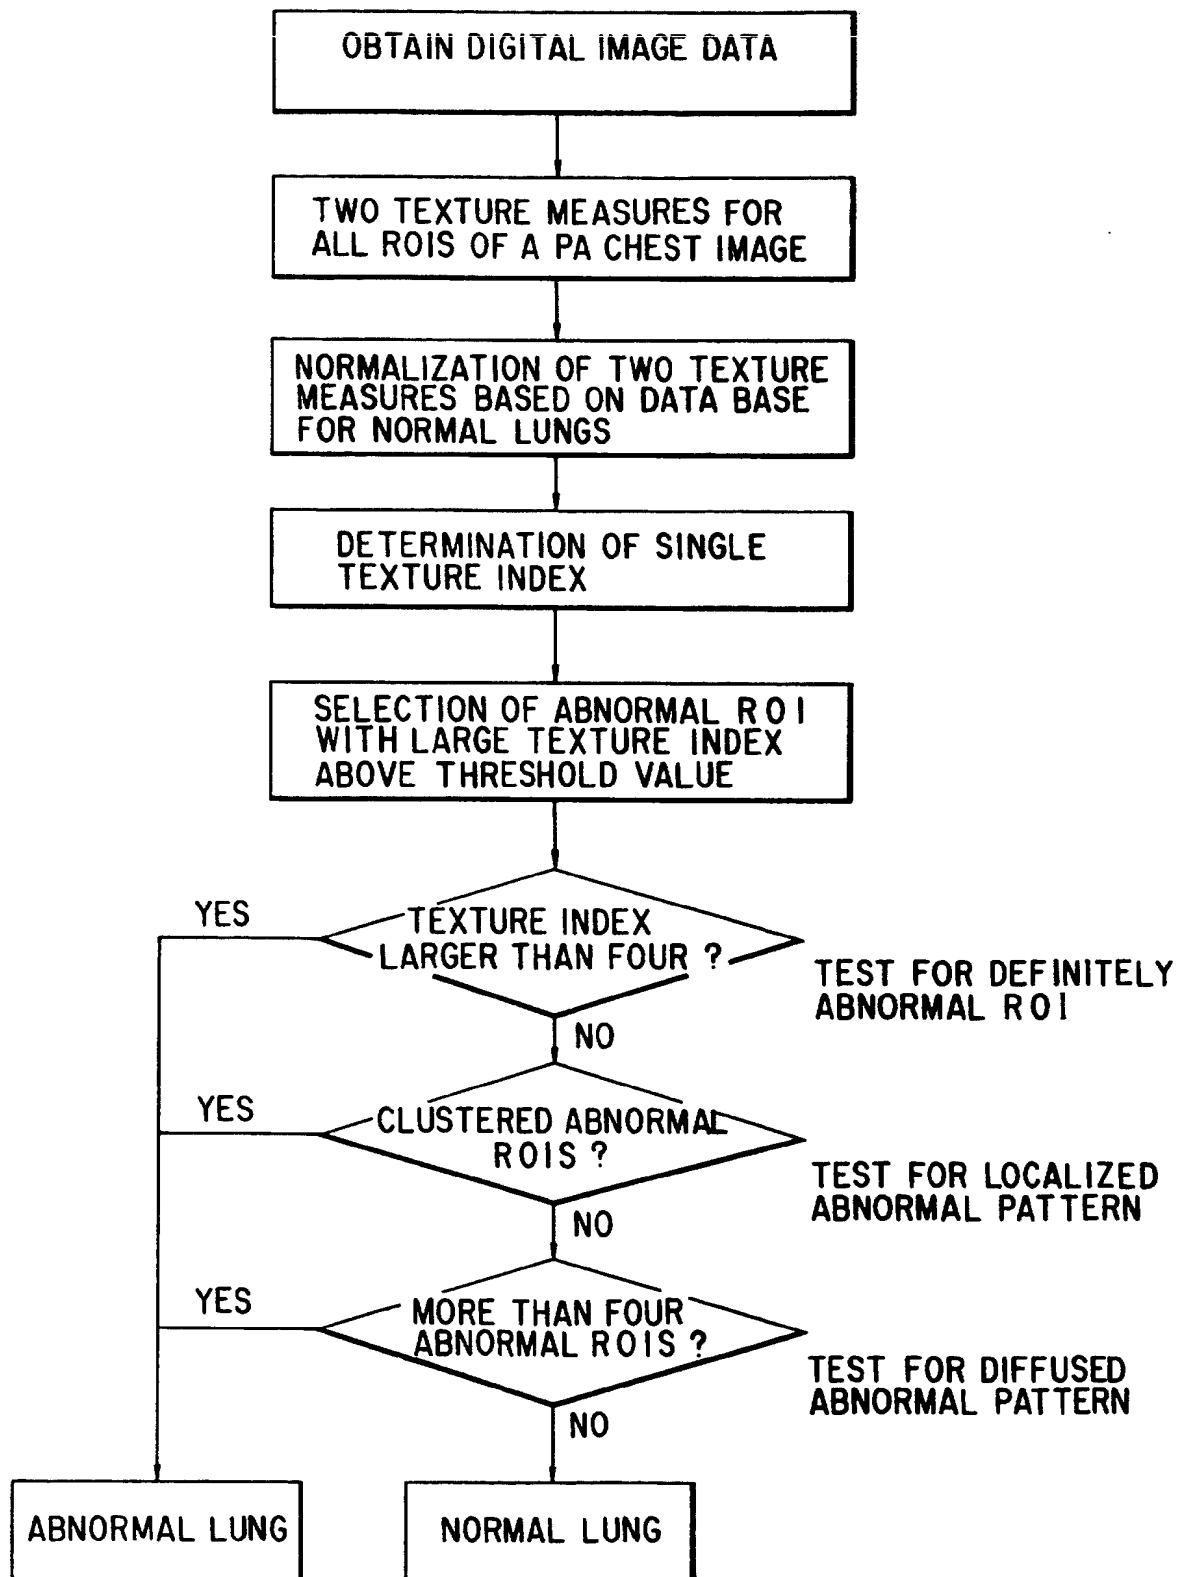 OBTAIN DIGITAL IMAGE DATA
TWO TEXTURE MEASURES FOR
ALL ROIS OF A PA CHEST IMAGE
NORMALIZATION OF TWO TEXTURE
MEASURES BASED ON DATA BASE
FOR NORMAL LUNGS
DETERMINATION OF SINGLE
TEXTURE INDEX
SELECTION OF ABNORMAL ROI
WITH LARGE TEXTURE INDEX
ABOVE THRESHOLD VALUE
YES
TEXTURE INDEX
LARGER THAN FOUR ?
TEST FOR DEFINITELY
ABNORMAL ROI
NO
YES
CLUSTERED ABNORMAL
ROIS ?
TEST FOR LOCALIZED
ABNORMAL PATTERN
NO
YES
MORE THAN FOUR
ABNORMAL ROIS ?
TEST FOR DIFFUSED
ABNORMAL PATTERN
NO
ABNORMAL LUNG
NORMAL LUNG